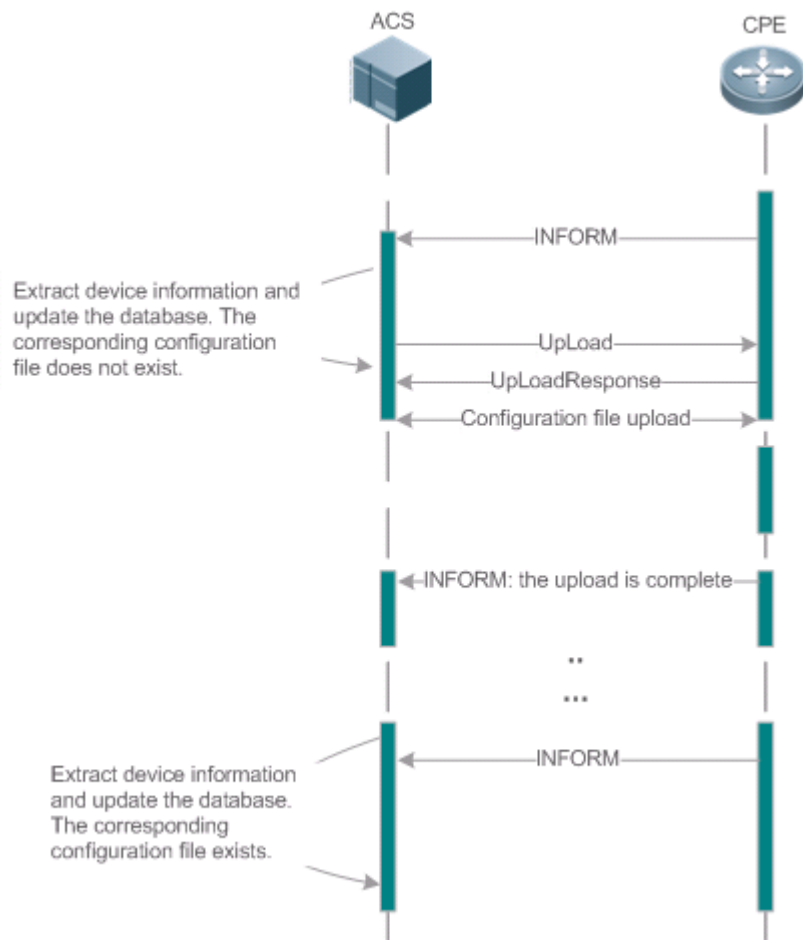 ACS
CPE
INFORM
Extract device information and
update the database. The
corresponding configuration
file does not exist.
UpLoad
UpLoadResponse
Configuration file upload
INFORM: the upload is complete
..
...
INFORM
Extract device information
and update the database.
The corresponding
configuration file exists.